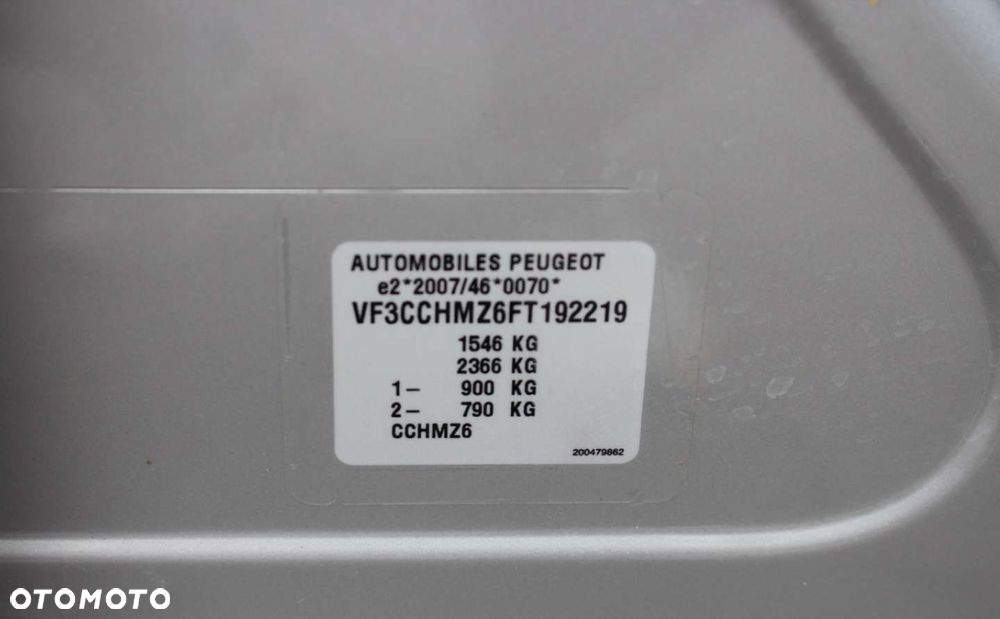 AUTOMOBILES PEUGEOT
e2*2007/46*0070*
VF3CCHMZ6FT192219
1546 KG
2366 KG
1- 900 KG
2- 790 KG
CCHMZ6
200479862
OTOMOTO